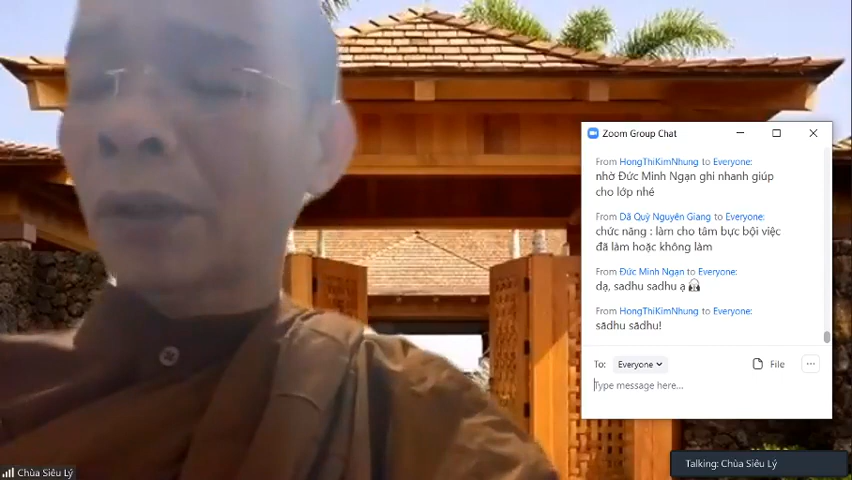 Zoom Group Chat
From HongThiKimNhung to Everyone:
nhờ Đức Minh Ngạn ghi nhanh giúp
cho lớp nhé
From Dã Quỳ Nguyên Giang to Everyone:
chức năng : làm cho tâm bực bội việc
đã làm hoặc không làm
From Đức Minh Ngạn to Everyone:
dạ, sadhu sadhu ạ
From HongThiKimNhung to Everyone:
sādhu sādhu!
To: Everyone File
Type message here...
Chùa Siêu Lý
Talking: Chùa Siêu Lý